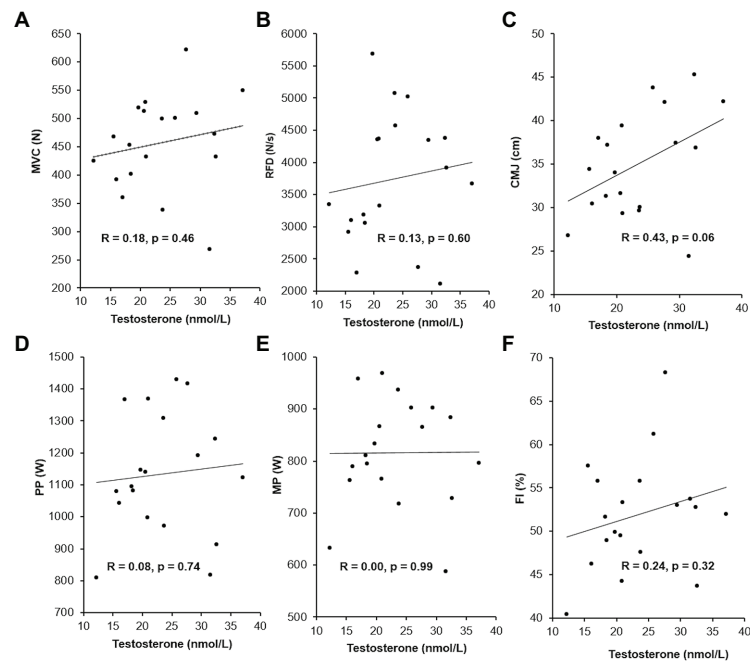 A
650
600
550
500
450
400
350
300
250
200
MVC (N)
R = 0.18, p = 0.46
10 15 20 25 30 35 40
Testosterone (nmol/L)
B
6000
5500
5000
4500
4000
3500
3000
2500
2000
RFD (N/s)
R = 0.13, p = 0.60
10 15 20 25 30 35 40
Testosterone (nmol/L)
C
50
45
40
35
30
25
20
CMJ (cm)
R = 0.43, p = 0.06
10 15 20 25 30 35 40
Testosterone (nmol/L)
D
1500
1400
1300
1200
1100
1000
900
800
700
PP (W)
R = 0.08, p = 0.74
10 15 20 25 30 35 40
Testosterone (nmol/L)
E
1000
900
800
700
600
500
MP (W)
R = 0.00, p = 0.99
10 15 20 25 30 35 40
Testosterone (nmol/L)
F
70
65
60
55
50
45
40
FI (%)
R = 0.24, p = 0.32
10 15 20 25 30 35 40
Testosterone (nmol/L)